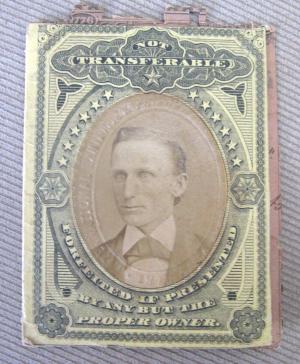 NOT
TRANSFERABLE
FORFEITED IF PRESENTED
BY ANY BUT THE
PROPER OWNER.